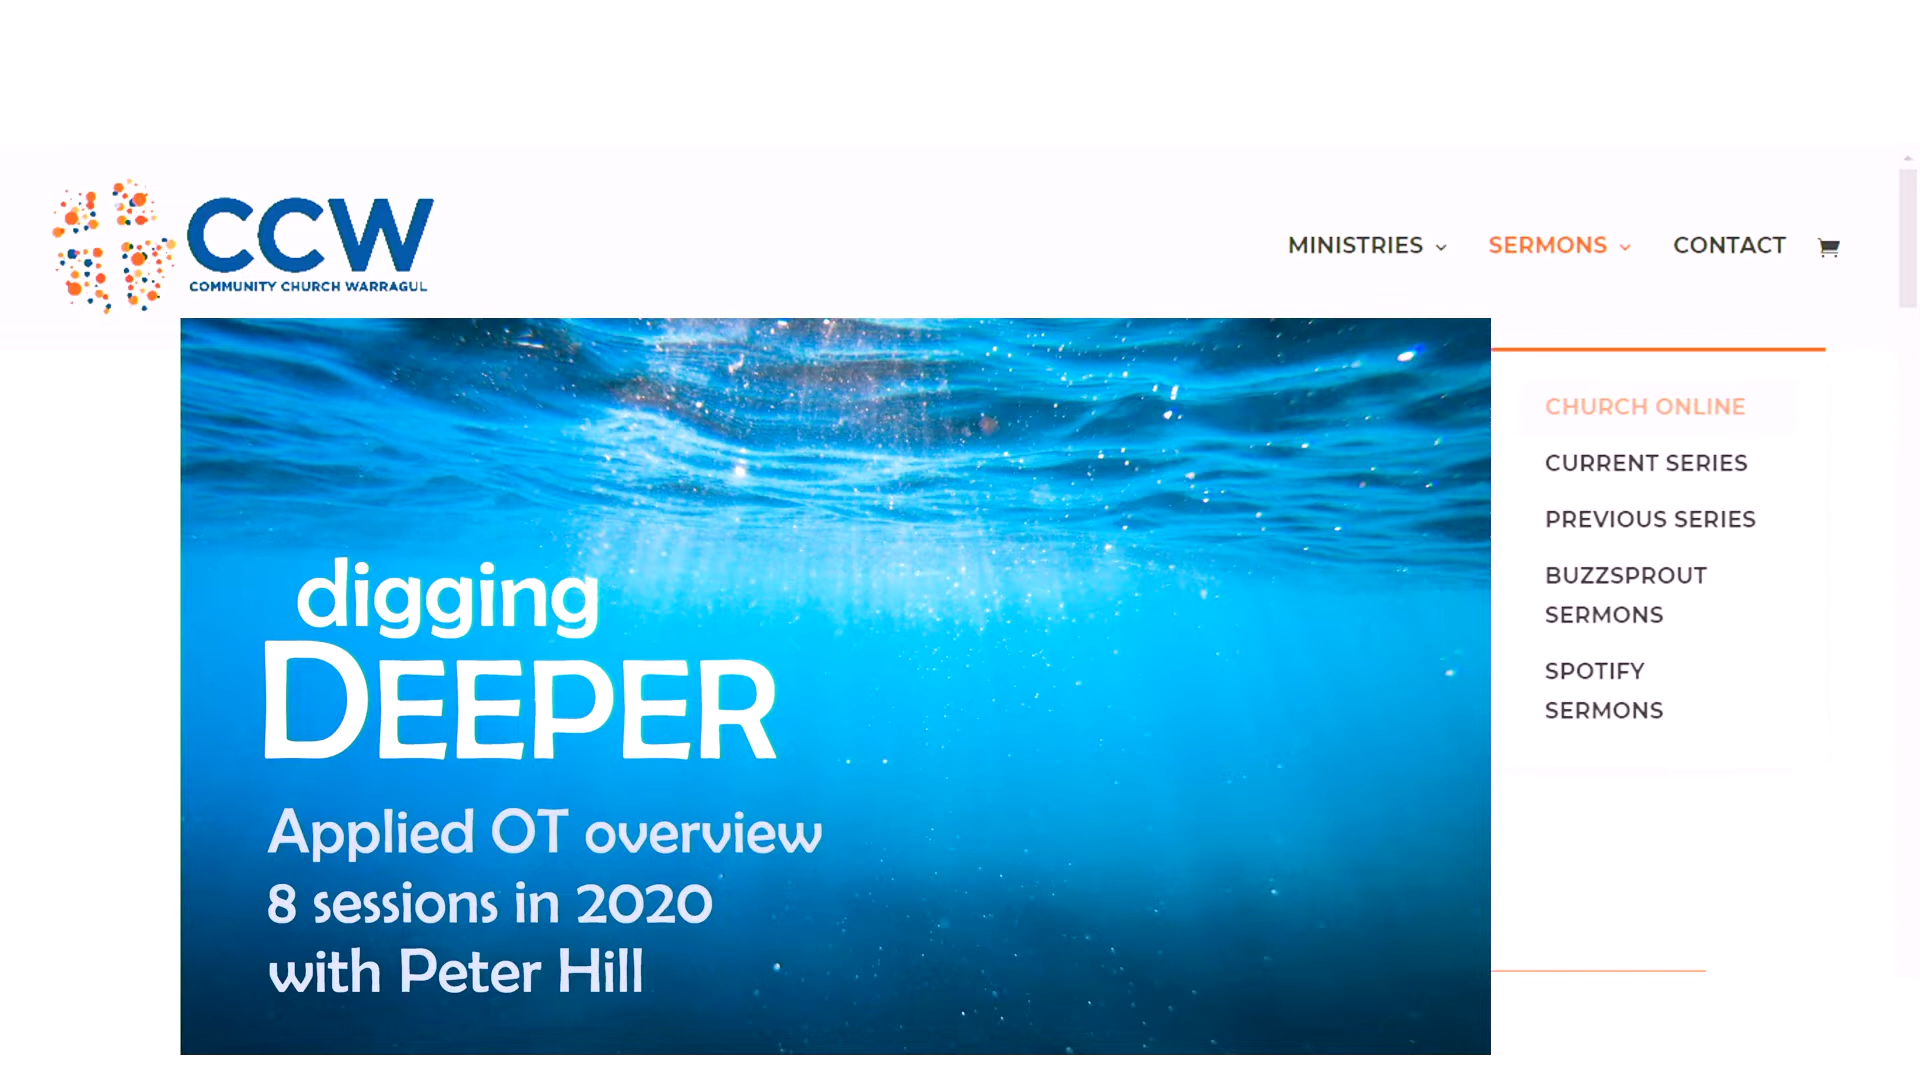 CCW
COMMUNITY CHURCH WARRAGUL
MINISTRIES SERMONS CONTACT
CHURCH ONLINE
CURRENT SERIES
PREVIOUS SERIES
BUZZSPROUT
SERMONS
SPOTIFY
SERMONS
digging
DEEPER
Applied OT overview
8 sessions in 2020
with Peter Hill